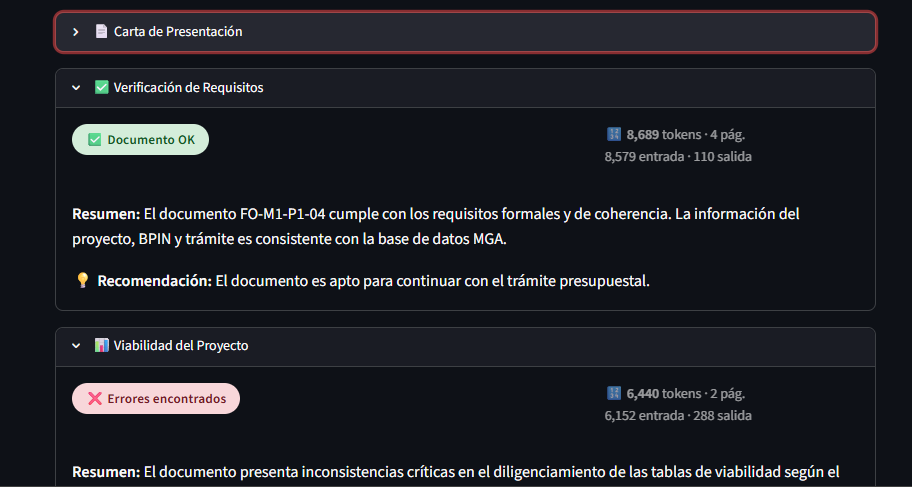 Carta de Presentación
Verificación de Requisitos
Documento OK
8,689 tokens · 4 pág.
8,579 entrada · 110 salida
Resumen: El documento FO-M1-P1-04 cumple con los requisitos formales y de coherencia. La información del
proyecto, BPIN y trámite es consistente con la base de datos MGA.
Recomendación: El documento es apto para continuar con el trámite presupuestal.
Viabilidad del Proyecto
Errores encontrados
6,440 tokens · 2 pág.
6,152 entrada · 288 salida
Resumen: El documento presenta inconsistencias críticas en el diligenciamiento de las tablas de viabilidad según el